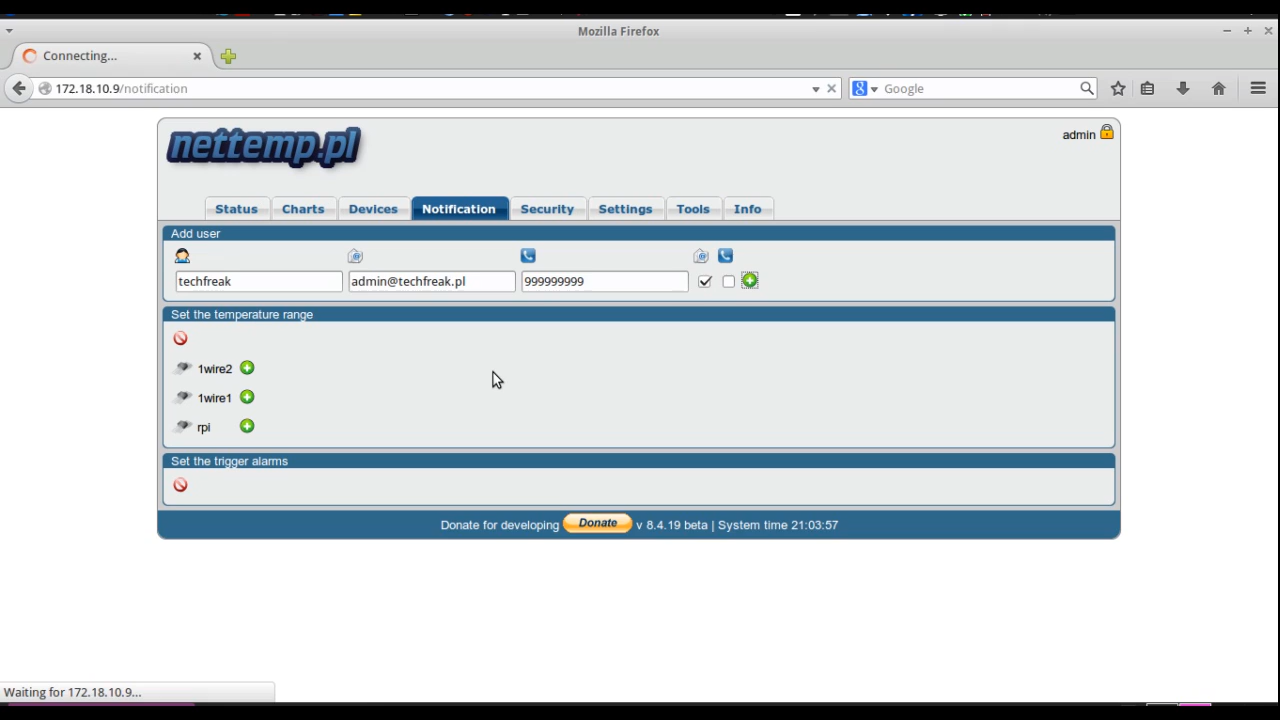 Mozilla Firefox
Connecting...
172.18.10.9/notification
Google
nettemp.pl
admin
Status Charts Devices Notification Security Settings Tools Info
Add user
techfreak admin@techfreak.pl 999999999
Set the temperature range
1wire2
1wire1
rpi
Set the trigger alarms
Donate for developing Donate v 8.4.19 beta | System time 21:03:57
Waiting for 172.18.10.9...